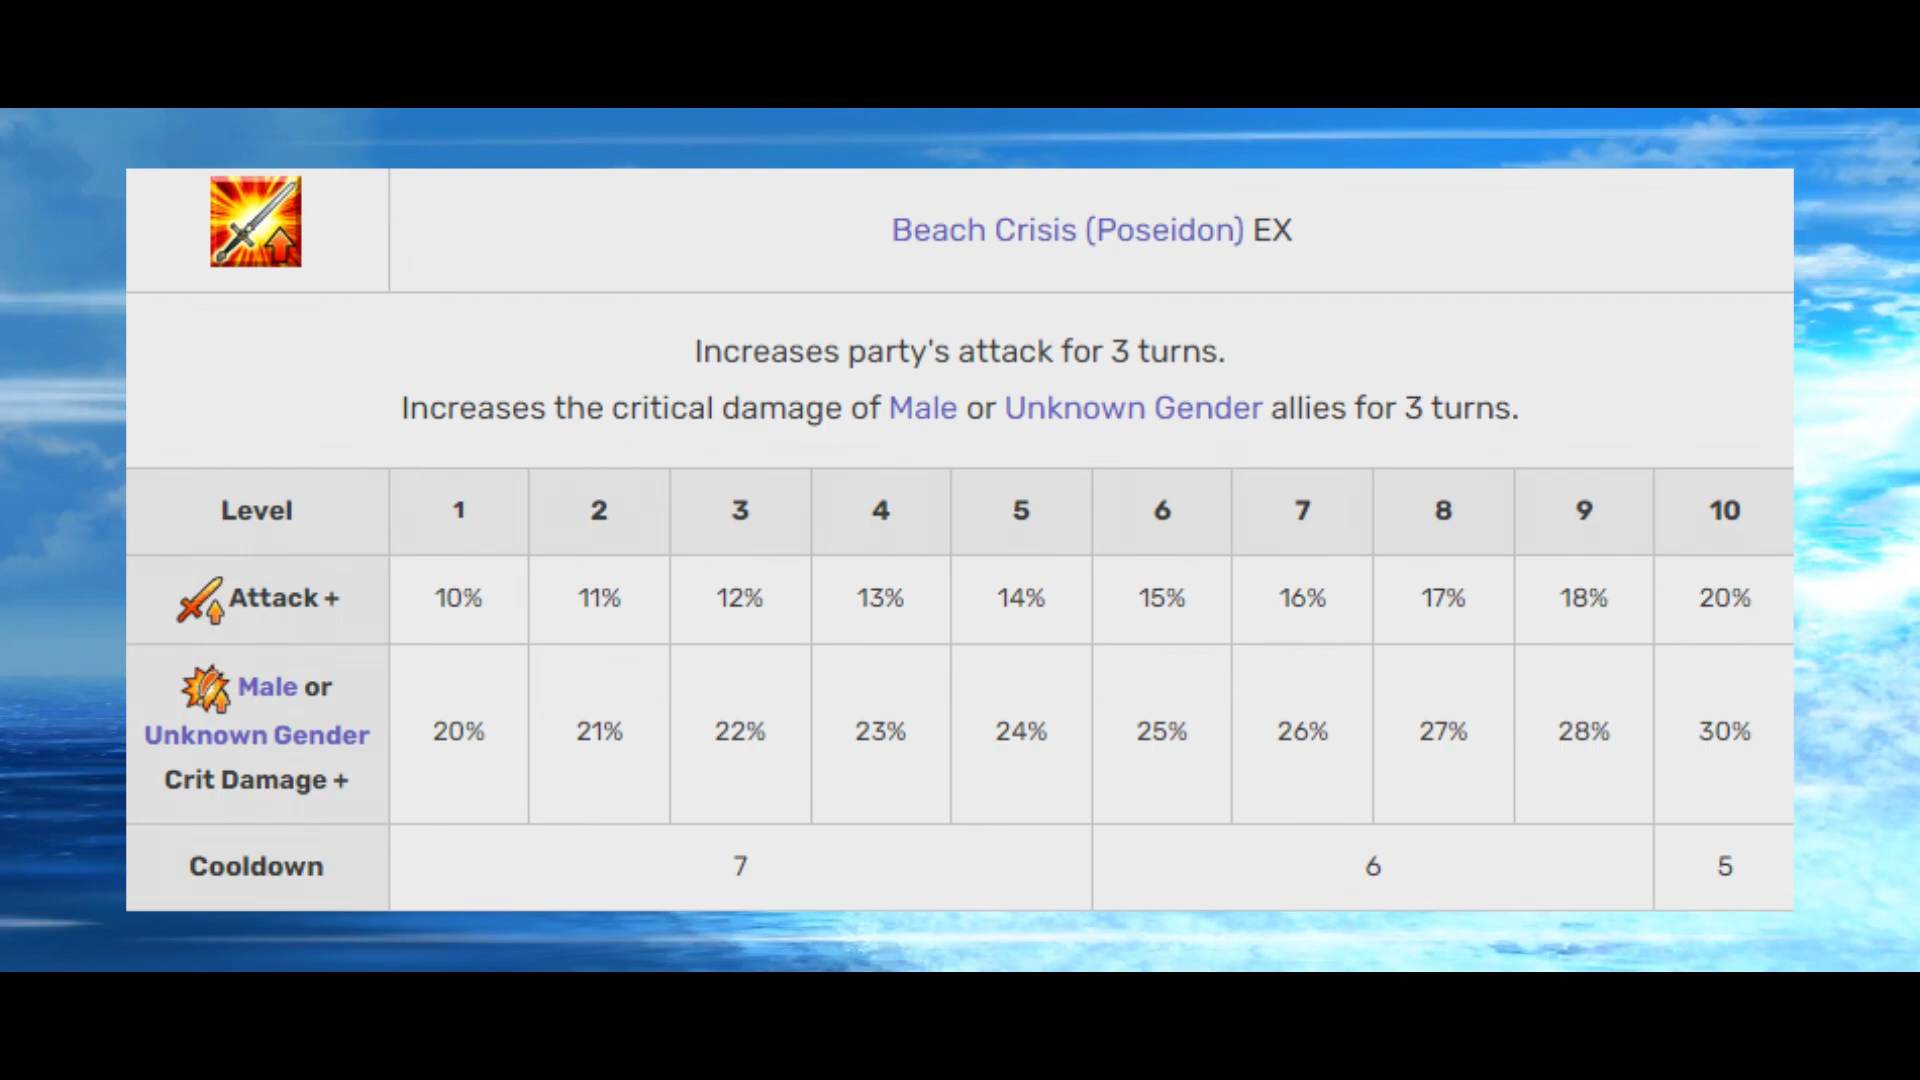 Beach Crisis (Poseidon) EX
Increases party's attack for 3 turns.
Increases the critical damage of Male or Unknown Gender allies for 3 turns.
Level 1 2 3 4 5 6 7 8 9 10
Attack + 10% 11% 12% 13% 14% 15% 16% 17% 18% 20%
Male or
Unknown Gender
Crit Damage +
20% 21% 22% 23% 24% 25% 26% 27% 28% 30%
Cooldown 7 6 5